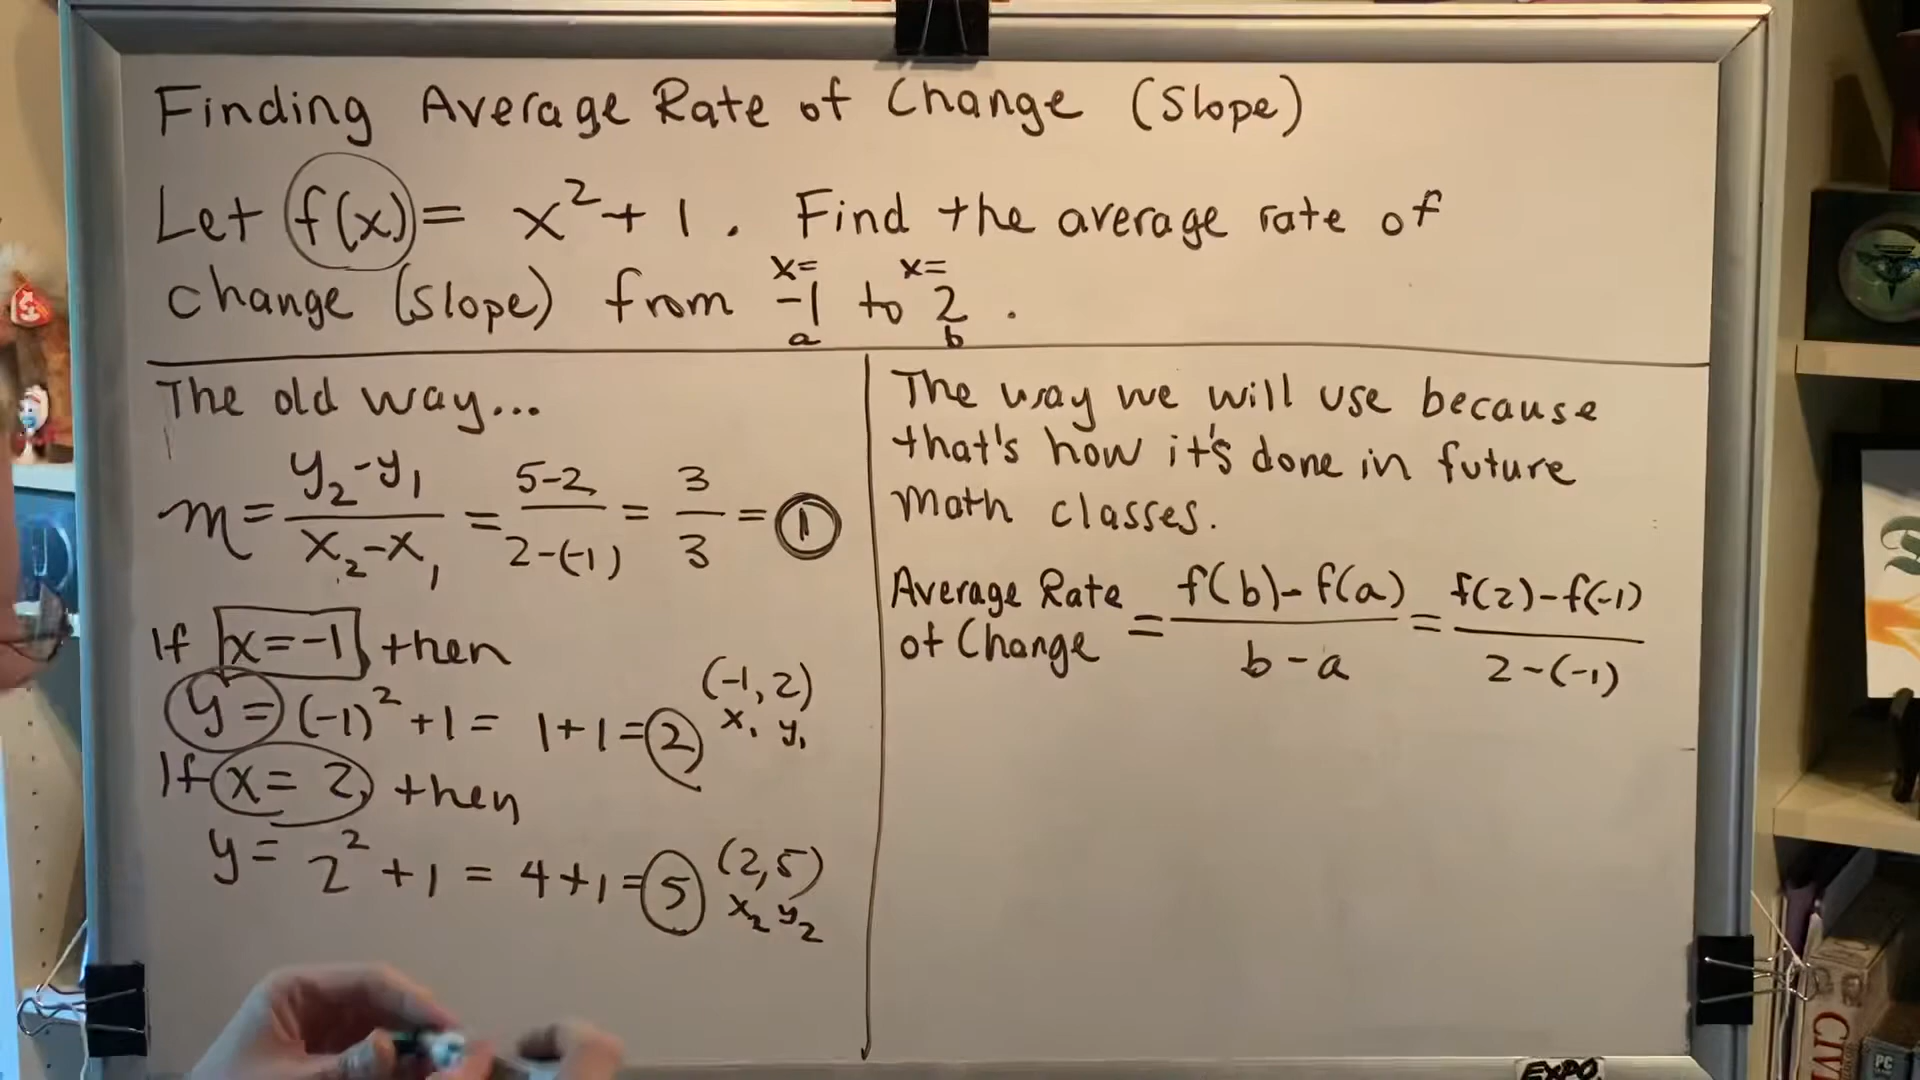 Finding Average Rate of Change (Slope)
Let f(x) = x² + 1 . Find the average rate of
x= x=
change (slope) from -1 to 2 .
a b
The old way...
m = y₂-y₁ / x₂-x₁ = 5-2 / 2-(-1) = 3 / 3 = 1
If x=-1, then
y = (-1)² + 1 = 1+1 = 2 (-1, 2)
x₁ y₁
If x = 2, then
y = 2² + 1 = 4+1 = 5 (2,5)
x₂ y₂
The way we will use because
that's how it's done in future
math classes.
Average Rate of Change = f(b)-f(a) / b-a = f(2)-f(-1) / 2-(-1)
EXPO
CIVI
PC